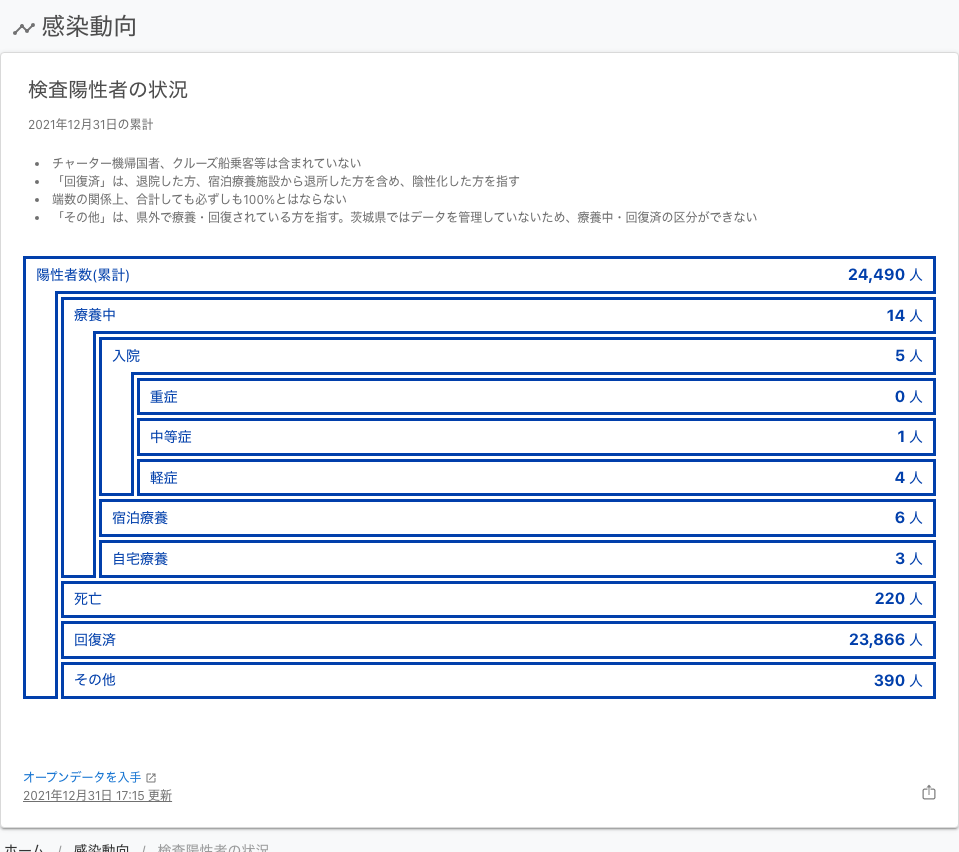 感染動向
検査陽性者の状況
2021年12月31日の累計
• チャーター機帰国者、クルーズ船乗客等は含まれていない
• 「回復済」は、退院した方、宿泊療養施設から退所した方を含め、陰性化した方を指す
• 端数の関係上、合計しても必ずしも100%とはならない
• 「その他」は、県外で療養・回復されている方を指す。茨城県ではデータを管理していないため、療養中・回復済の区分ができない
陽性者数(累計) 24,490 人
療養中 14 人
入院 5 人
重症 0 人
中等症 1 人
軽症 4 人
宿泊療養 6 人
自宅療養 3 人
死亡 220 人
回復済 23,866 人
その他 390 人
オープンデータを入手
2021年12月31日 17:15 更新
ホーム / 感染動向 / 検査陽性者の状況